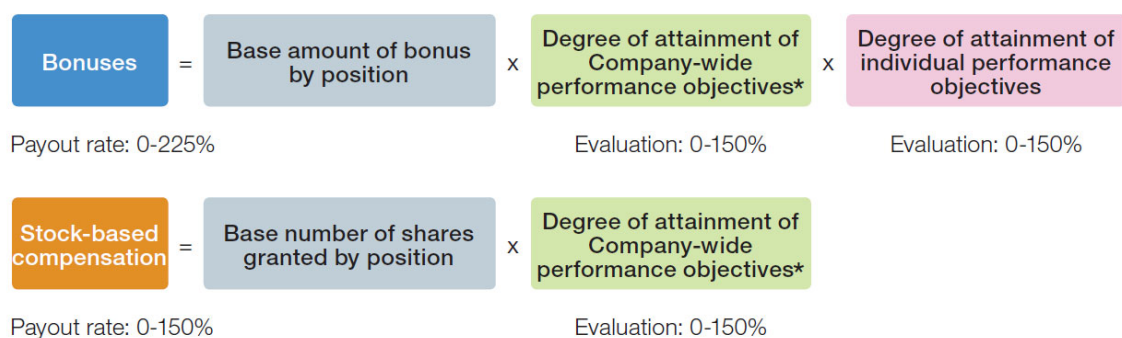 Bonuses
=
Base amount of bonus
by position
x
Degree of attainment of
Company-wide
performance objectives*
x
Degree of attainment of
individual performance
objectives
Payout rate: 0-225%
Evaluation: 0-150%
Evaluation: 0-150%
Stock-based
compensation
=
Base number of shares
granted by position
x
Degree of attainment of
Company-wide
performance objectives*
Payout rate: 0-150%
Evaluation: 0-150%